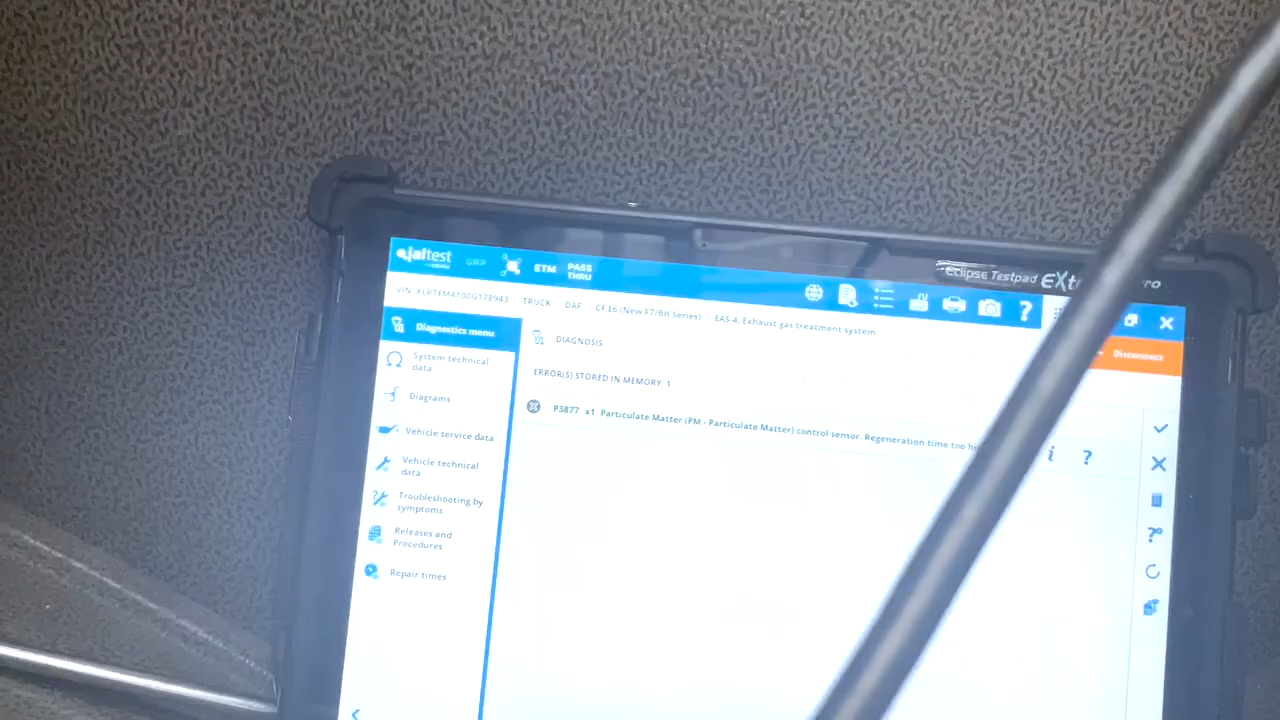 Eclipse Testpad
jaltest
GRP
ETM
PASS THRU
?
VIN: XLRTEM4100G178943 TRUCK DAF CF E6 (New F7/BH Series) EAS-4. Exhaust gas treatment system
Disconnect
Diagnostics menu
System technical
data
Diagrams
Vehicle service data
Vehicle technical
data
Troubleshooting by
symptoms
Releases and
Procedures
Repair times
DIAGNOSIS
ERROR(S) STORED IN MEMORY 1
P3877 x1 Particulate Matter (PM - Particulate Matter) control sensor. Regeneration time too
i ?